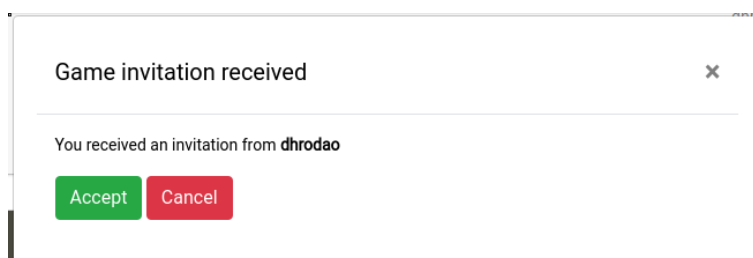 Game invitation received ×
You received an invitation from dhrodao
Accept Cancel